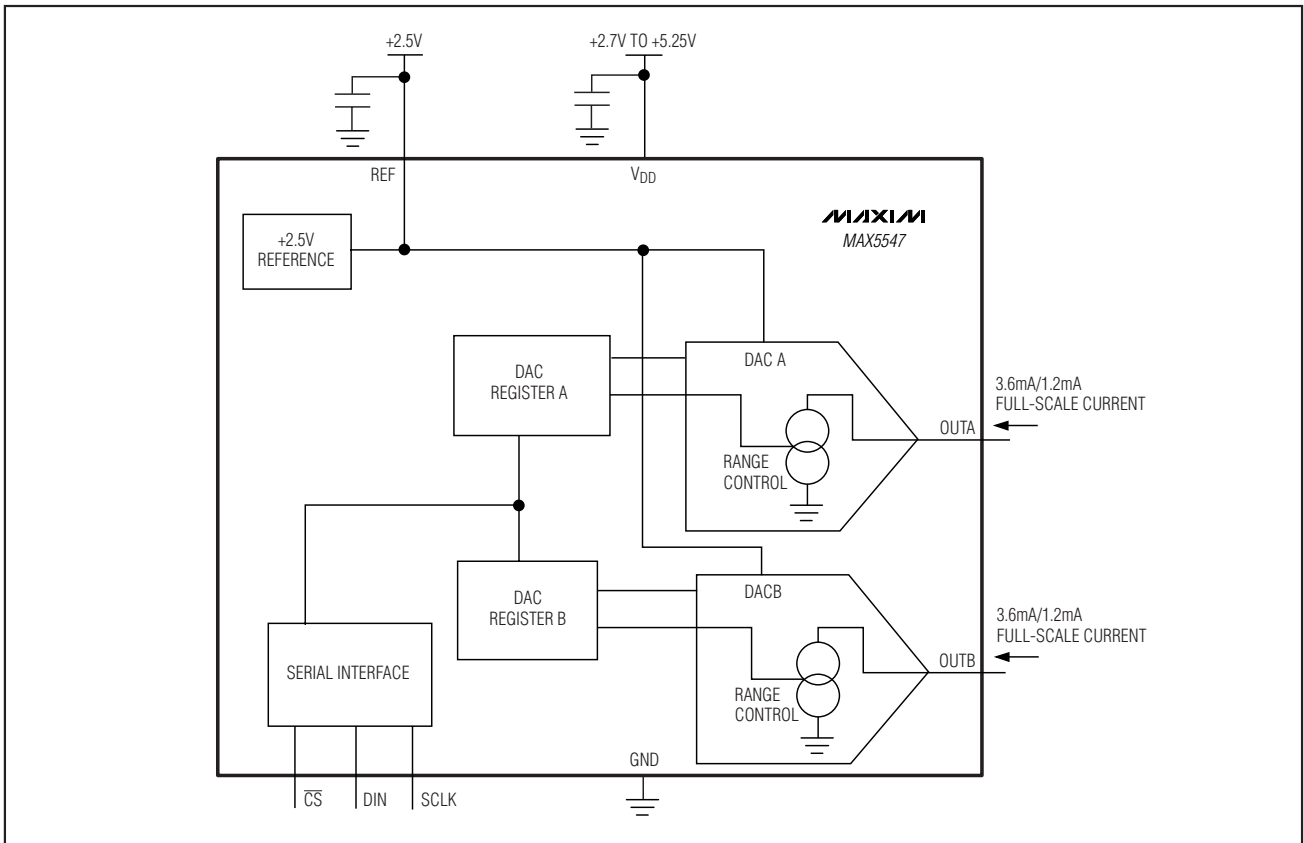 +2.5V
+2.7V TO +5.25V
REF
VDD
MAXIM
MAX5547
+2.5V
REFERENCE
DAC
REGISTER A
DAC A
RANGE
CONTROL
OUTA
3.6mA/1.2mA
FULL-SCALE CURRENT
DAC
REGISTER B
DACB
RANGE
CONTROL
OUTB
3.6mA/1.2mA
FULL-SCALE CURRENT
SERIAL INTERFACE
GND
C̅S̅
DIN
SCLK